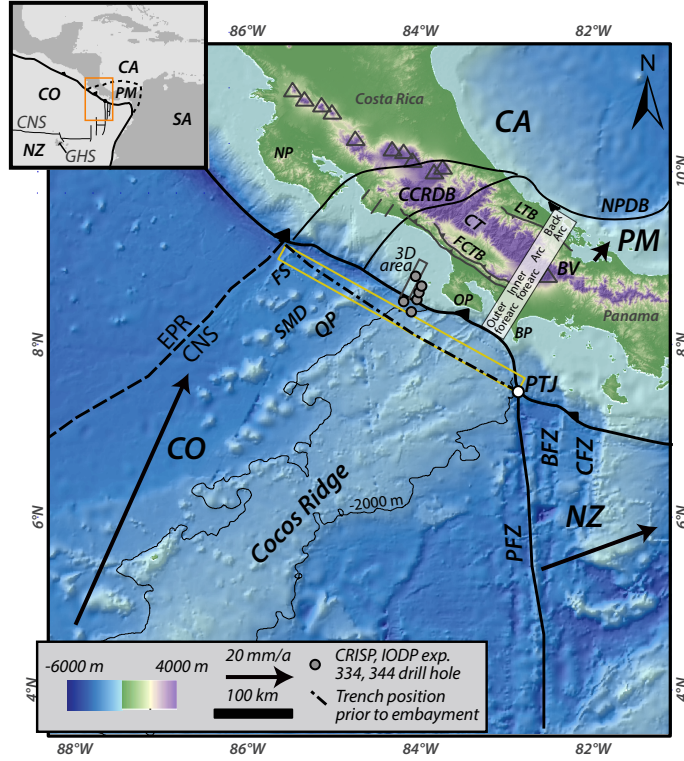 86°W
84°W
82°W
CA
CO
PM
CNS
SA
NZ
GHS
N
Costa Rica
CA
10°N
NP
CCRDB
LTB
NPDB
CT
Back
Arc
PM
3D
area
FCTB
Arc
Inner
forearc
BV
FS
OP
Outer
forearc
Panama
SMD
QP
BP
EPR
CNS
8°N
8°N
PTJ
CO
BFZ
CFZ
-2000 m
Cocos Ridge
NZ
6°N
6°N
PFZ
-6000 m
4000 m
20 mm/a
CRISP, IODP exp.
334, 344 drill hole
100 km
Trench position
prior to embayment
4°N
4°N
88°W
86°W
84°W
82°W